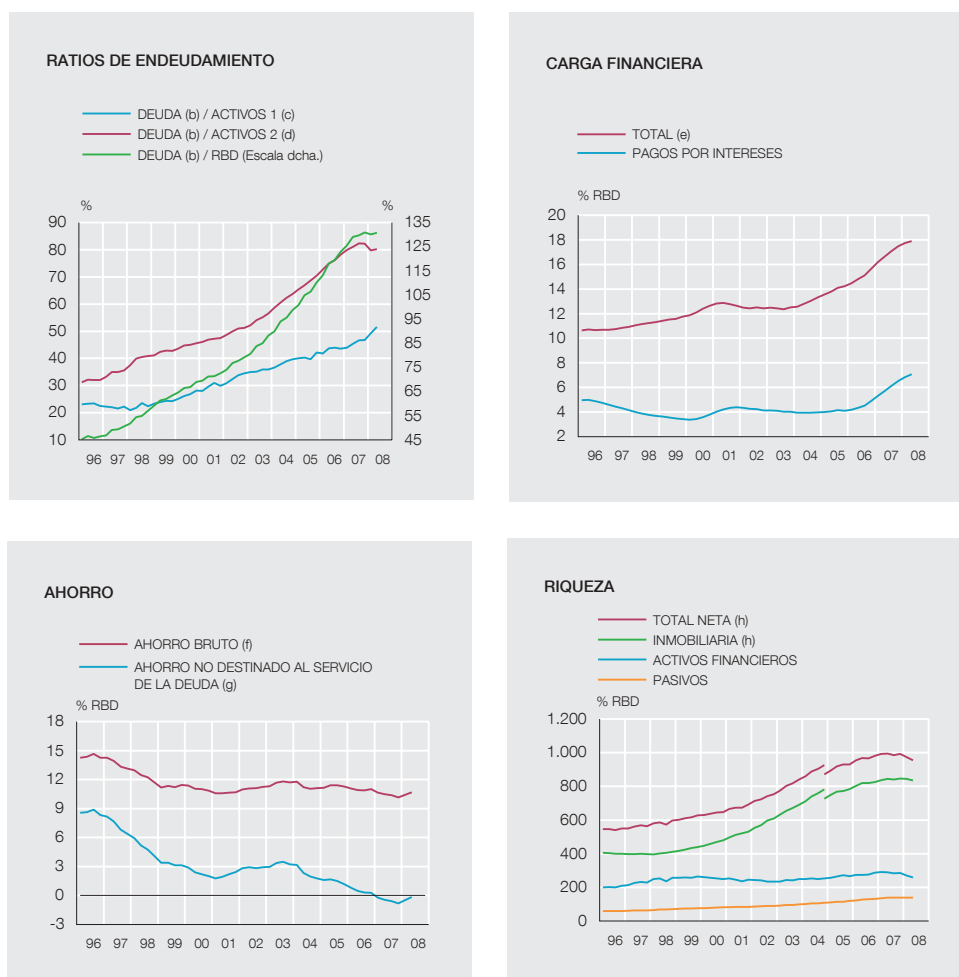 RATIOS DE ENDEUDAMIENTO
DEUDA (b) / ACTIVOS 1 (c)
DEUDA (b) / ACTIVOS 2 (d)
DEUDA (b) / RBD (Escala dcha.)
% %
90 135
80 125
70 115
60 105
50 95
40 85
30 75
20 65
10 55
45
96 97 98 99 00 01 02 03 04 05 06 07 08
CARGA FINANCIERA
TOTAL (e)
PAGOS POR INTERESES
% RBD
20
18
16
14
12
10
8
6
4
2
96 97 98 99 00 01 02 03 04 05 06 07 08
AHORRO
AHORRO BRUTO (f)
AHORRO NO DESTINADO AL SERVICIO
DE LA DEUDA (g)
% RBD
18
15
12
9
6
3
0
-3
96 97 98 99 00 01 02 03 04 05 06 07 08
RIQUEZA
TOTAL NETA (h)
INMOBILIARIA (h)
ACTIVOS FINANCIEROS
PASIVOS
% RBD
1.200
1.000
800
600
400
200
0
96 97 98 99 00 01 02 03 04 05 06 07 08